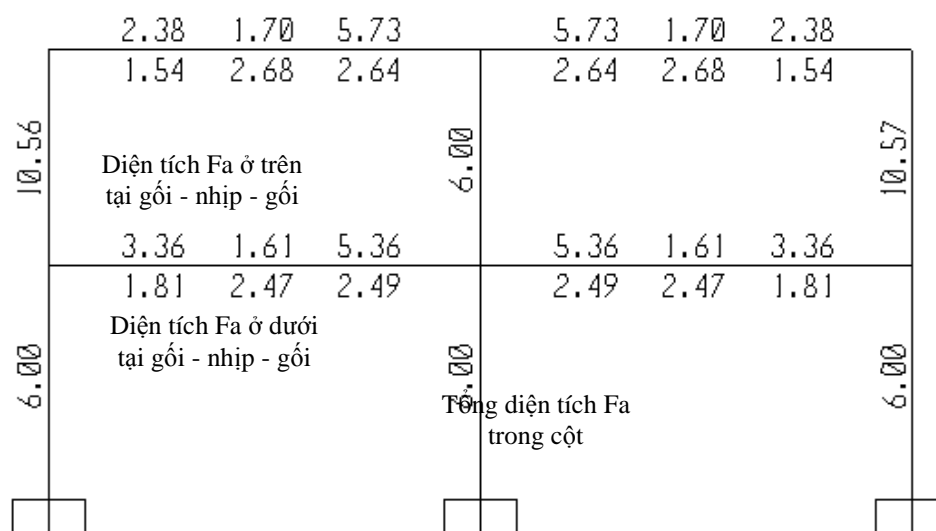 2.38 1.70 5.73 5.73 1.70 2.38
1.54 2.68 2.64 2.64 2.68 1.54
10.56
6.00
10.57
Diện tích Fa ở trên
tại gối - nhịp - gối
3.36 1.61 5.36 5.36 1.61 3.36
1.81 2.47 2.49 2.49 2.47 1.81
Diện tích Fa ở dưới
tại gối - nhịp - gối
6.00
6.00
6.00
Tổng diện tích Fa
trong cột